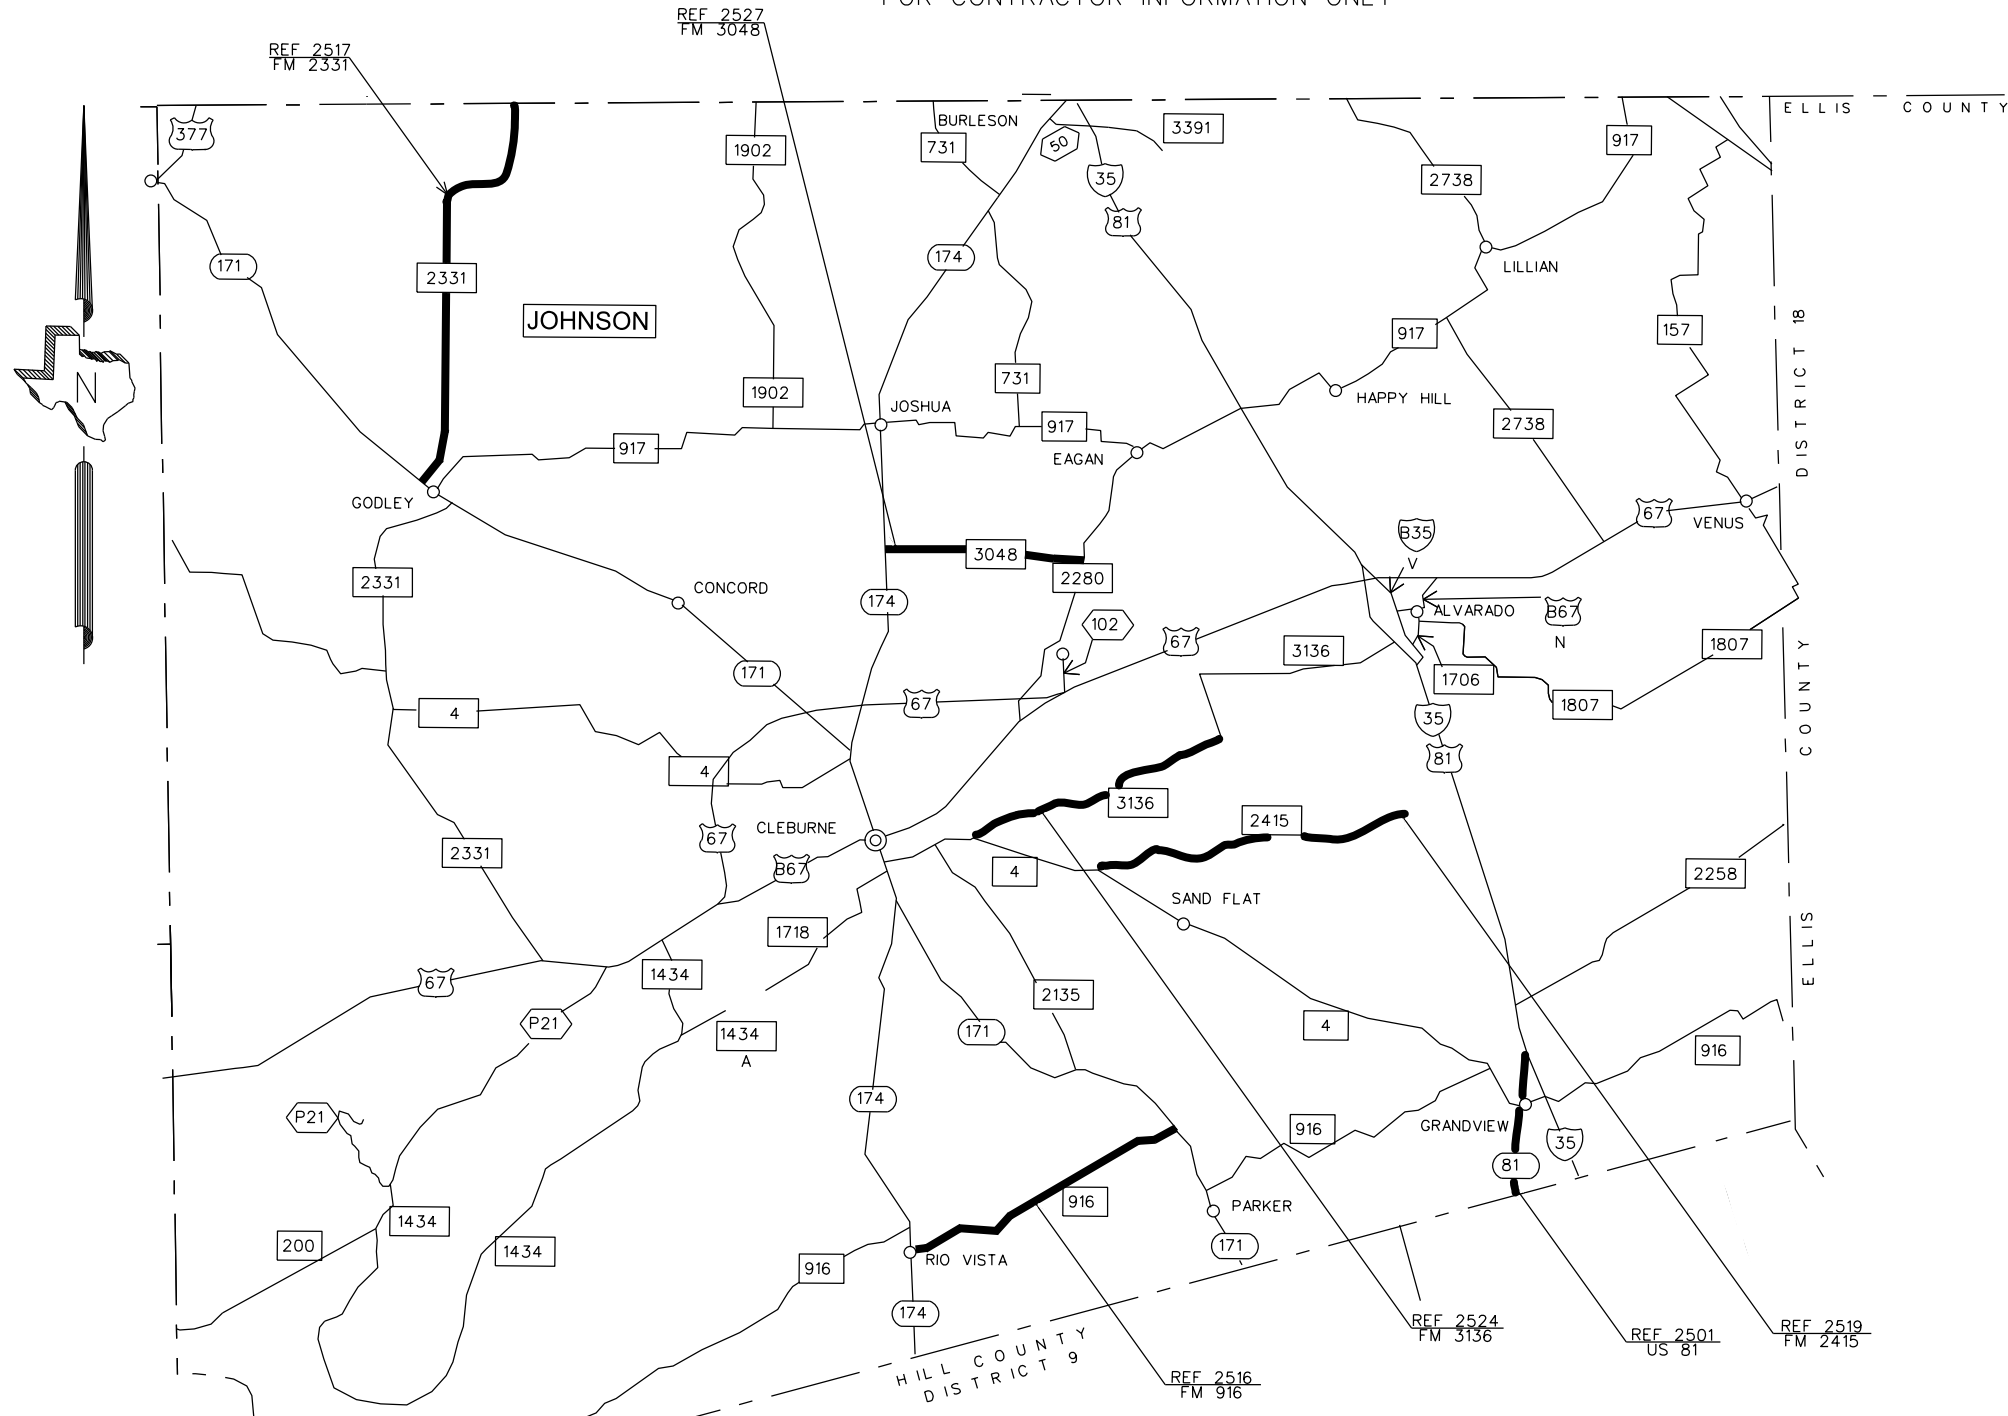 FOR CONTRACTOR INFORMATION ONLY
REF 2527
FM 3048
REF 2517
FM 2331
ELLIS COUNTY
377
1902
BURLESON
731
50
3391
917
35
2738
81
171
174
LILLIAN
2331
JOHNSON
157
DISTRICT 18
917
731
1902
HAPPY HILL
N
JOSHUA
917
2738
917
EAGAN
GODLEY
67
VENUS
B35
V
3048
2280
2331
CONCORD
174
ALVARADO
B67
N
102
67
3136
1807
171
1706
67
4
1807
35
COUNTY
81
4
3136
2415
CLEBURNE
67
2331
B67
4
2258
SAND FLAT
1718
ELLIS
1434
67
2135
P21
4
1434
A
171
916
174
P21
GRANDVIEW
916
35
81
916
PARKER
1434
200
1434
171
RIO VISTA
916
174
REF 2524
FM 3136
REF 2501
US 81
REF 2519
FM 2415
HILL COUNTY
DISTRICT 9
REF 2516
FM 916